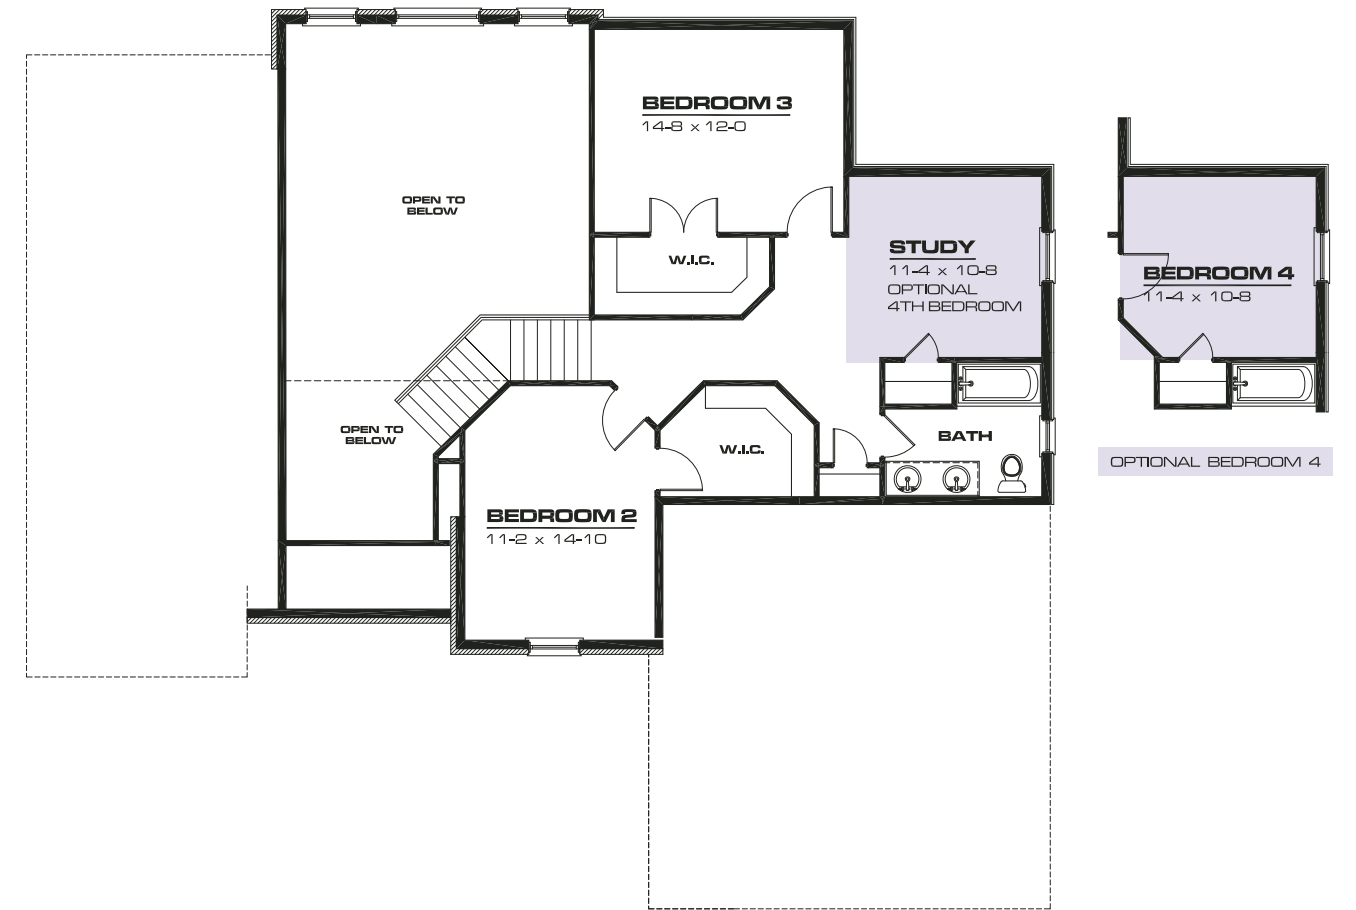 BEDROOM 3
14-8 x 12-0
OPEN TO
BELOW
W.I.C.
STUDY
11-4 x 10-8
OPTIONAL
4TH BEDROOM
BEDROOM 4
11-4 x 10-8
OPEN TO
BELOW
W.I.C.
BATH
OPTIONAL BEDROOM 4
BEDROOM 2
11-2 x 14-10